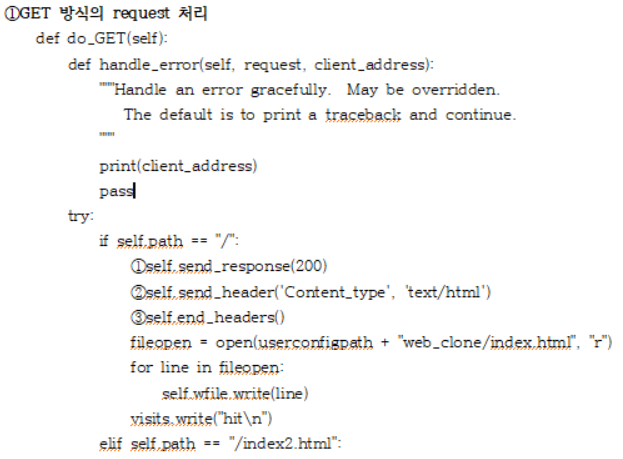 ①GET 방식의 request 처리
def do_GET(self):
def handle_error(self, request, client_address):
"""Handle an error gracefully.  May be overridden.
The default is to print a traceback and continue.
"""
print(client_address)
pass
try:
if self.path == "/":
①self.send_response(200)
②self.send_header('Content_type', 'text/html')
③self.end_headers()
fileopen = open(userconfigpath + "web_clone/index.html", "r")
for line in fileopen:
self.wfile.write(line)
visits.write("hit\n")
elif self.path == "/index2.html":